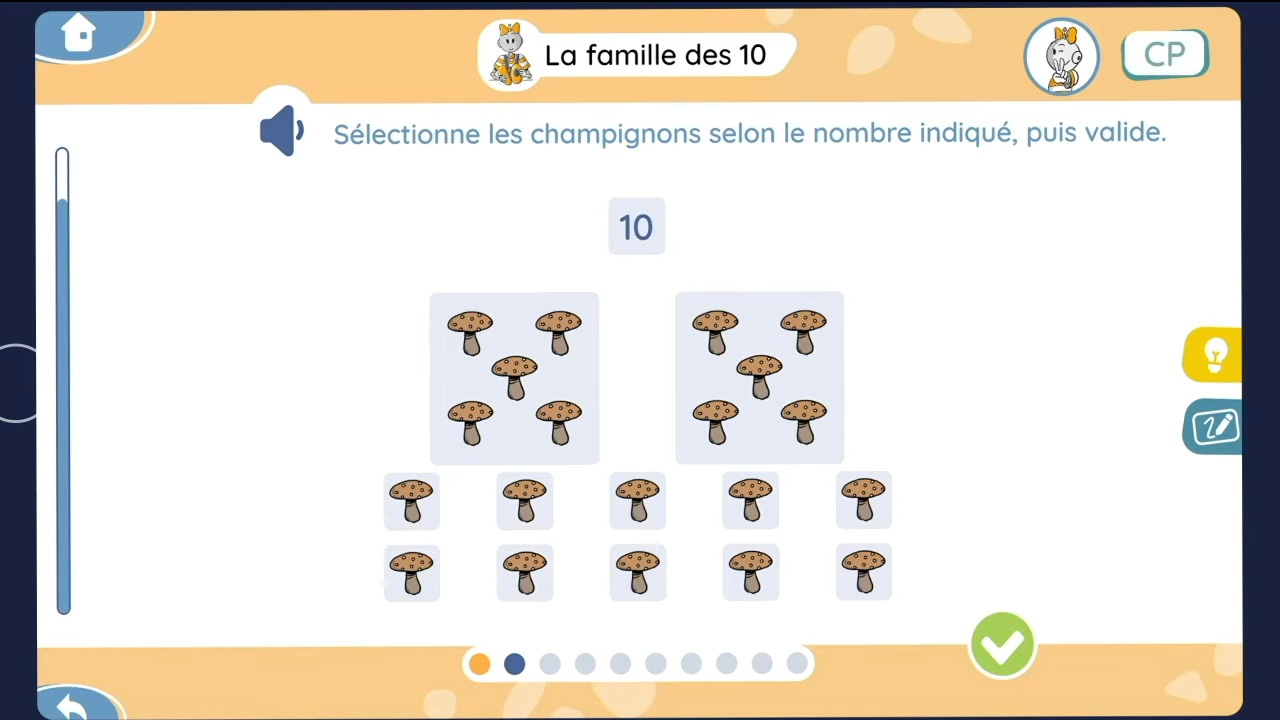 La famille des 10
CP
Sélectionne les champignons selon le nombre indiqué, puis valide.
10